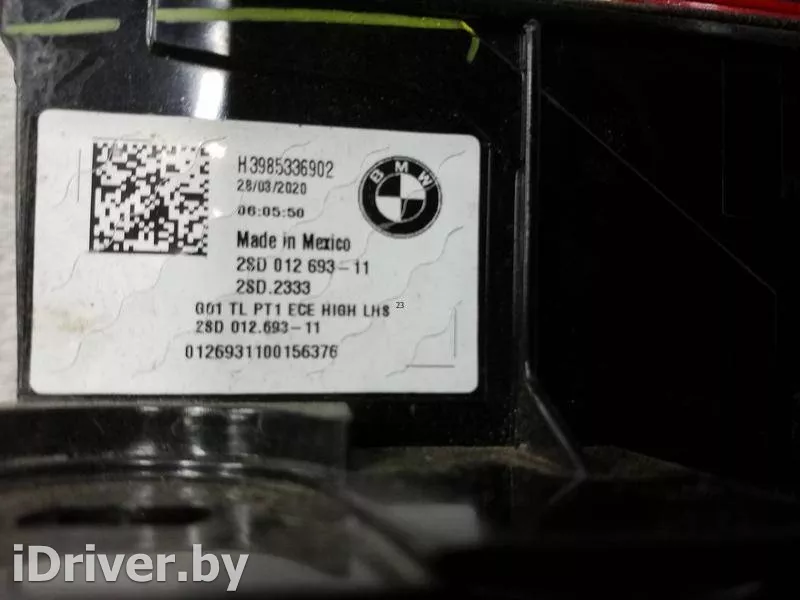 H3985336902
28/03/2020
BMW
06:05:50
Made in Mexico
2SD 012 693-11
2SD.2333
G01 TL PT1 ECE HIGH LHS 23
2SD 012.693-11
0126931100156376
iDriver.by